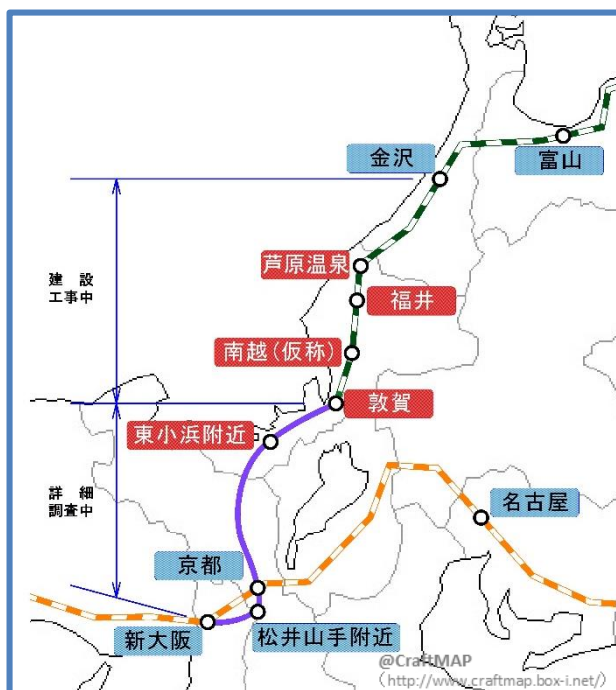 金沢
富山
芦原温泉
建設
工事中
福井
南越(仮称)
敦賀
東小浜附近
詳細
調査中
名古屋
京都
新大阪
松井山手附近
@CraftMAP
(http://www.craftmap.box-i.net/)